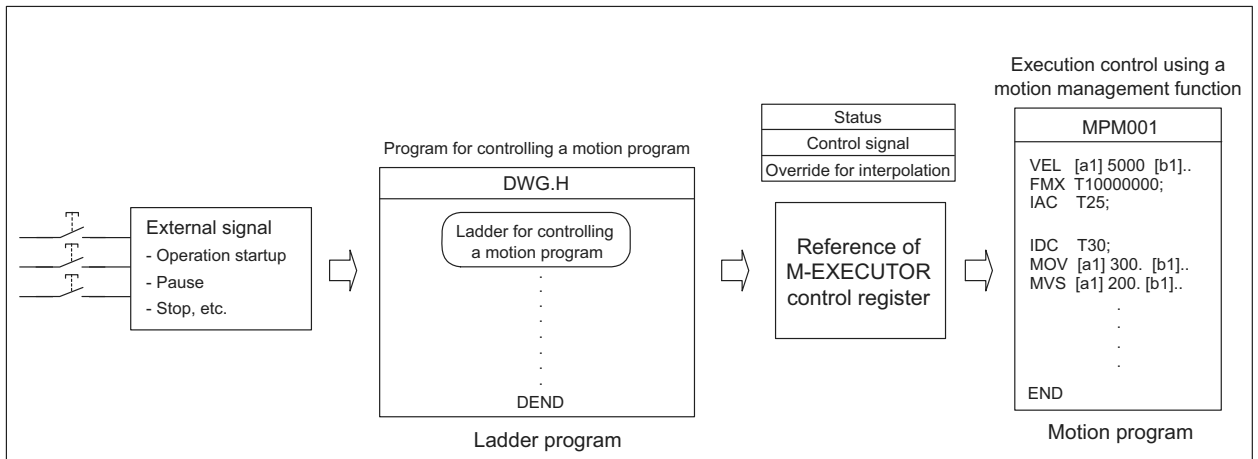 External signal
- Operation startup
- Pause
- Stop, etc.
Program for controlling a motion program
DWG.H
Ladder for controlling
a motion program
.
.
.
.
.
.
.
DEND
Ladder program
Status
Control signal
Override for interpolation
Reference of
M-EXECUTOR
control register
Execution control using a
motion management function
MPM001
VEL [a1] 5000 [b1]..
FMX T10000000;
IAC T25;
IDC T30;
MOV [a1] 300. [b1]..
MVS [a1] 200. [b1]..
.
.
.
.
END
Motion program